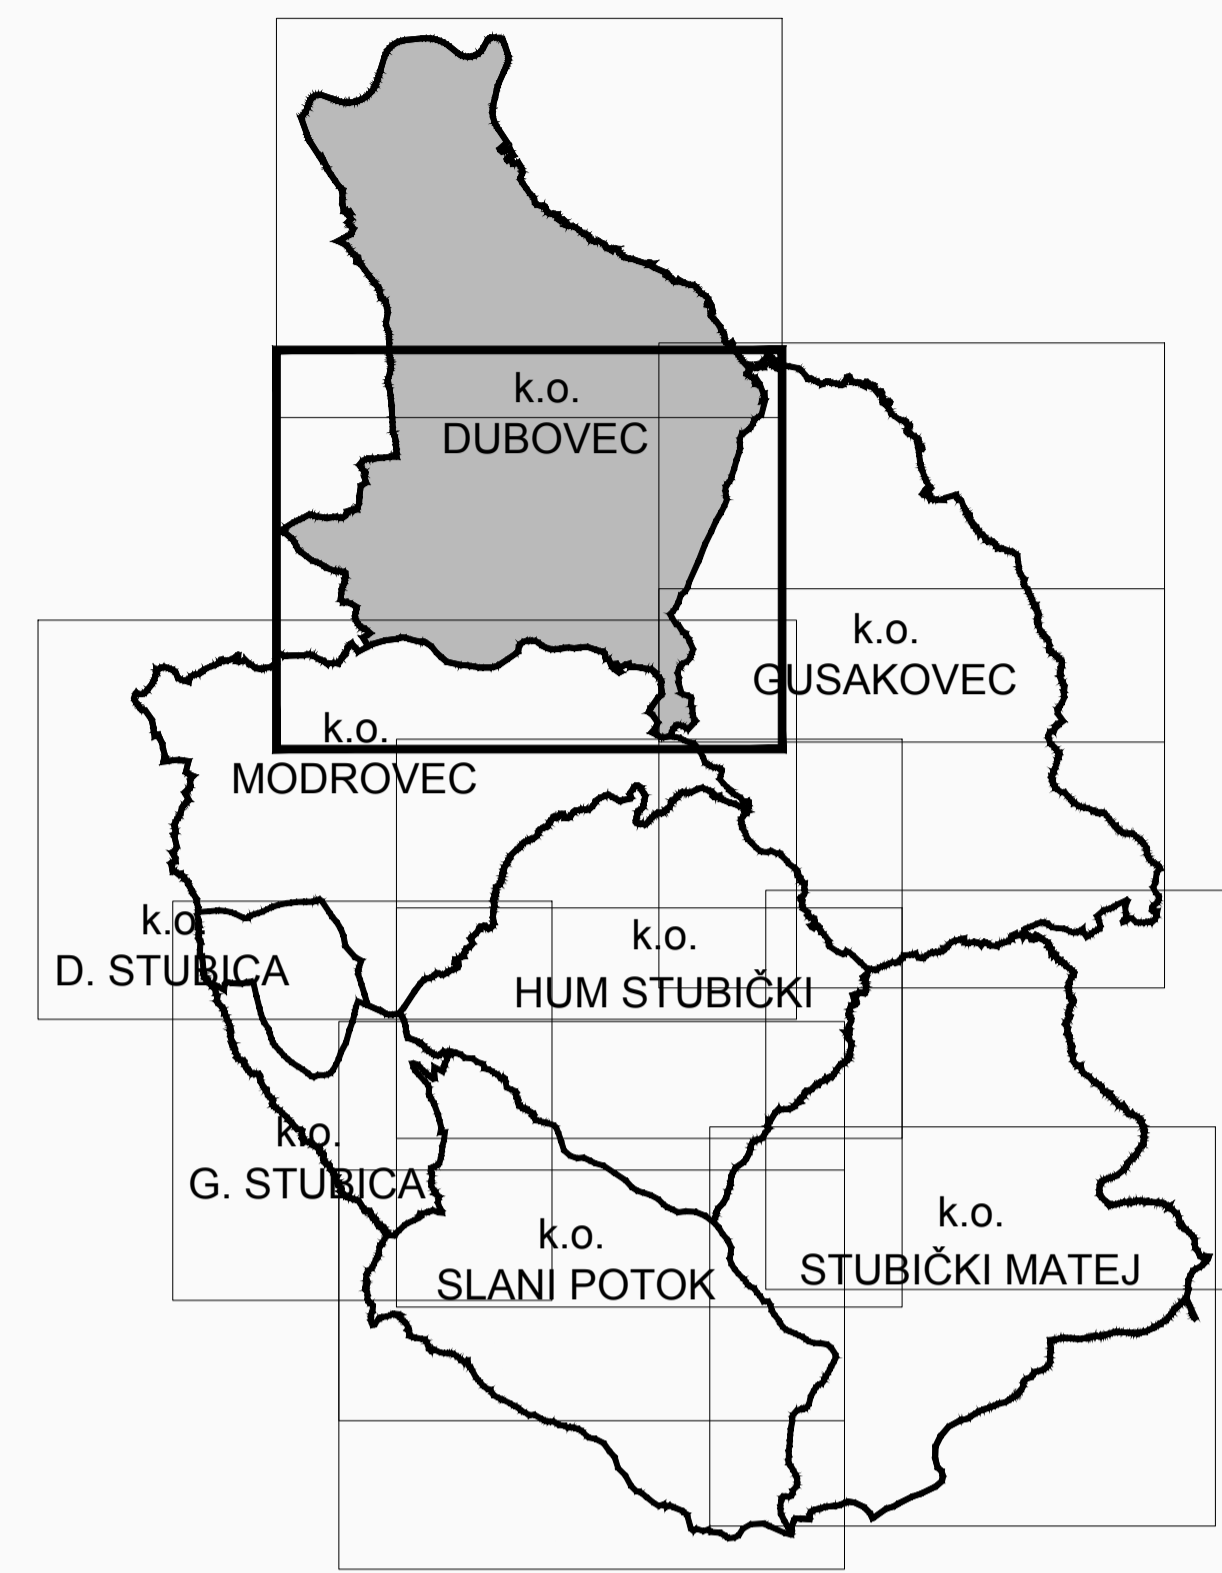 k.o.
DUBOVEC
k.o.
GUSAKOVEC
k.o.
MODROVEC
k.o.
D. STUBICA
k.o.
HUM STUBIČKI
k.o.
G. STUBICA
k.o.
SLANI POTOK
k.o.
STUBIČKI MATEJ